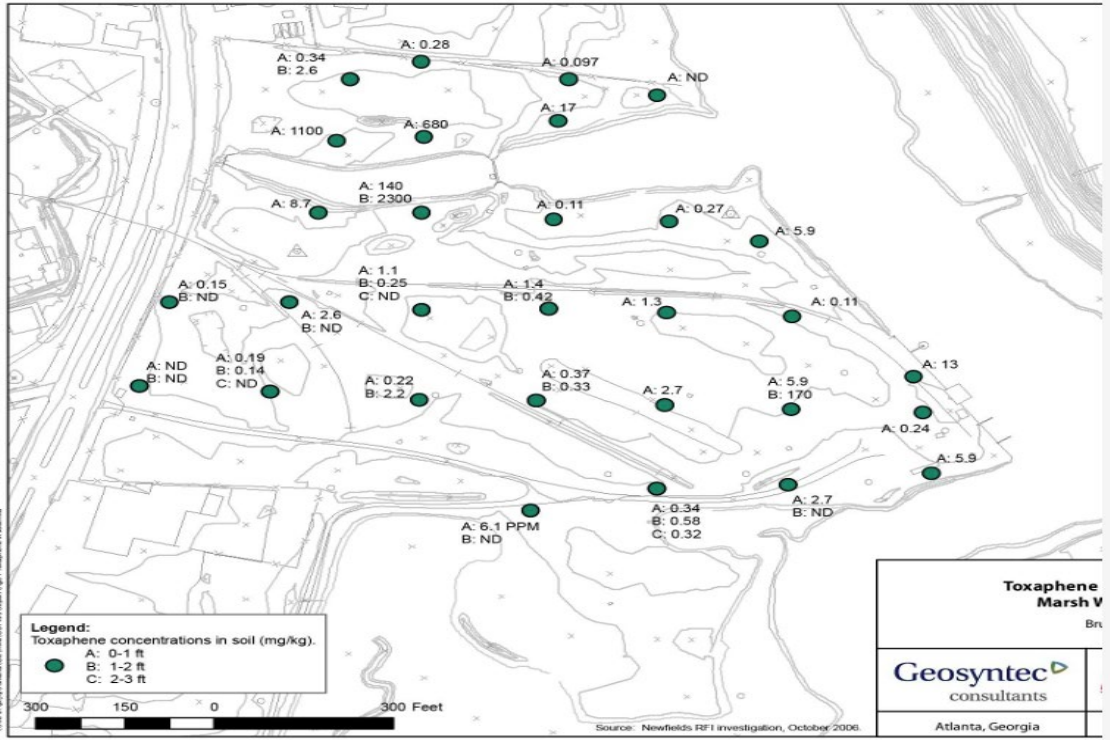 A: 0.28
A: 0.34
B: 2.6
A: 0.097
A: ND
A: 17
A: 1100
A: 680
A: 140
B: 2300
A: 8.7
A: 0.11
A: 0.27
A: 5.9
A: 0.15
B: ND
A: 2.6
B: ND
A: 1.1
B: 0.25
C: ND
A: 1.4
B: 0.42
A: 1.3
A: 0.11
A: ND
B: ND
A: 0.19
B: 0.14
C: ND
A: 0.22
B: 2.2
A: 0.37
B: 0.33
A: 2.7
A: 5.9
B: 170
A: 13
A: 0.24
A: 5.9
A: 6.1 PPM
B: ND
A: 0.34
B: 0.58
C: 0.32
A: 2.7
B: ND
Legend:
Toxaphene concentrations in soil (mg/kg).
A: 0-1 ft
B: 1-2 ft
C: 2-3 ft
300 150 0 300 Feet
Source: Newfields RFI investigation, October 2006.
Toxaphene
Marsh W
Bru
Geosyntec
consultants
Atlanta, Georgia